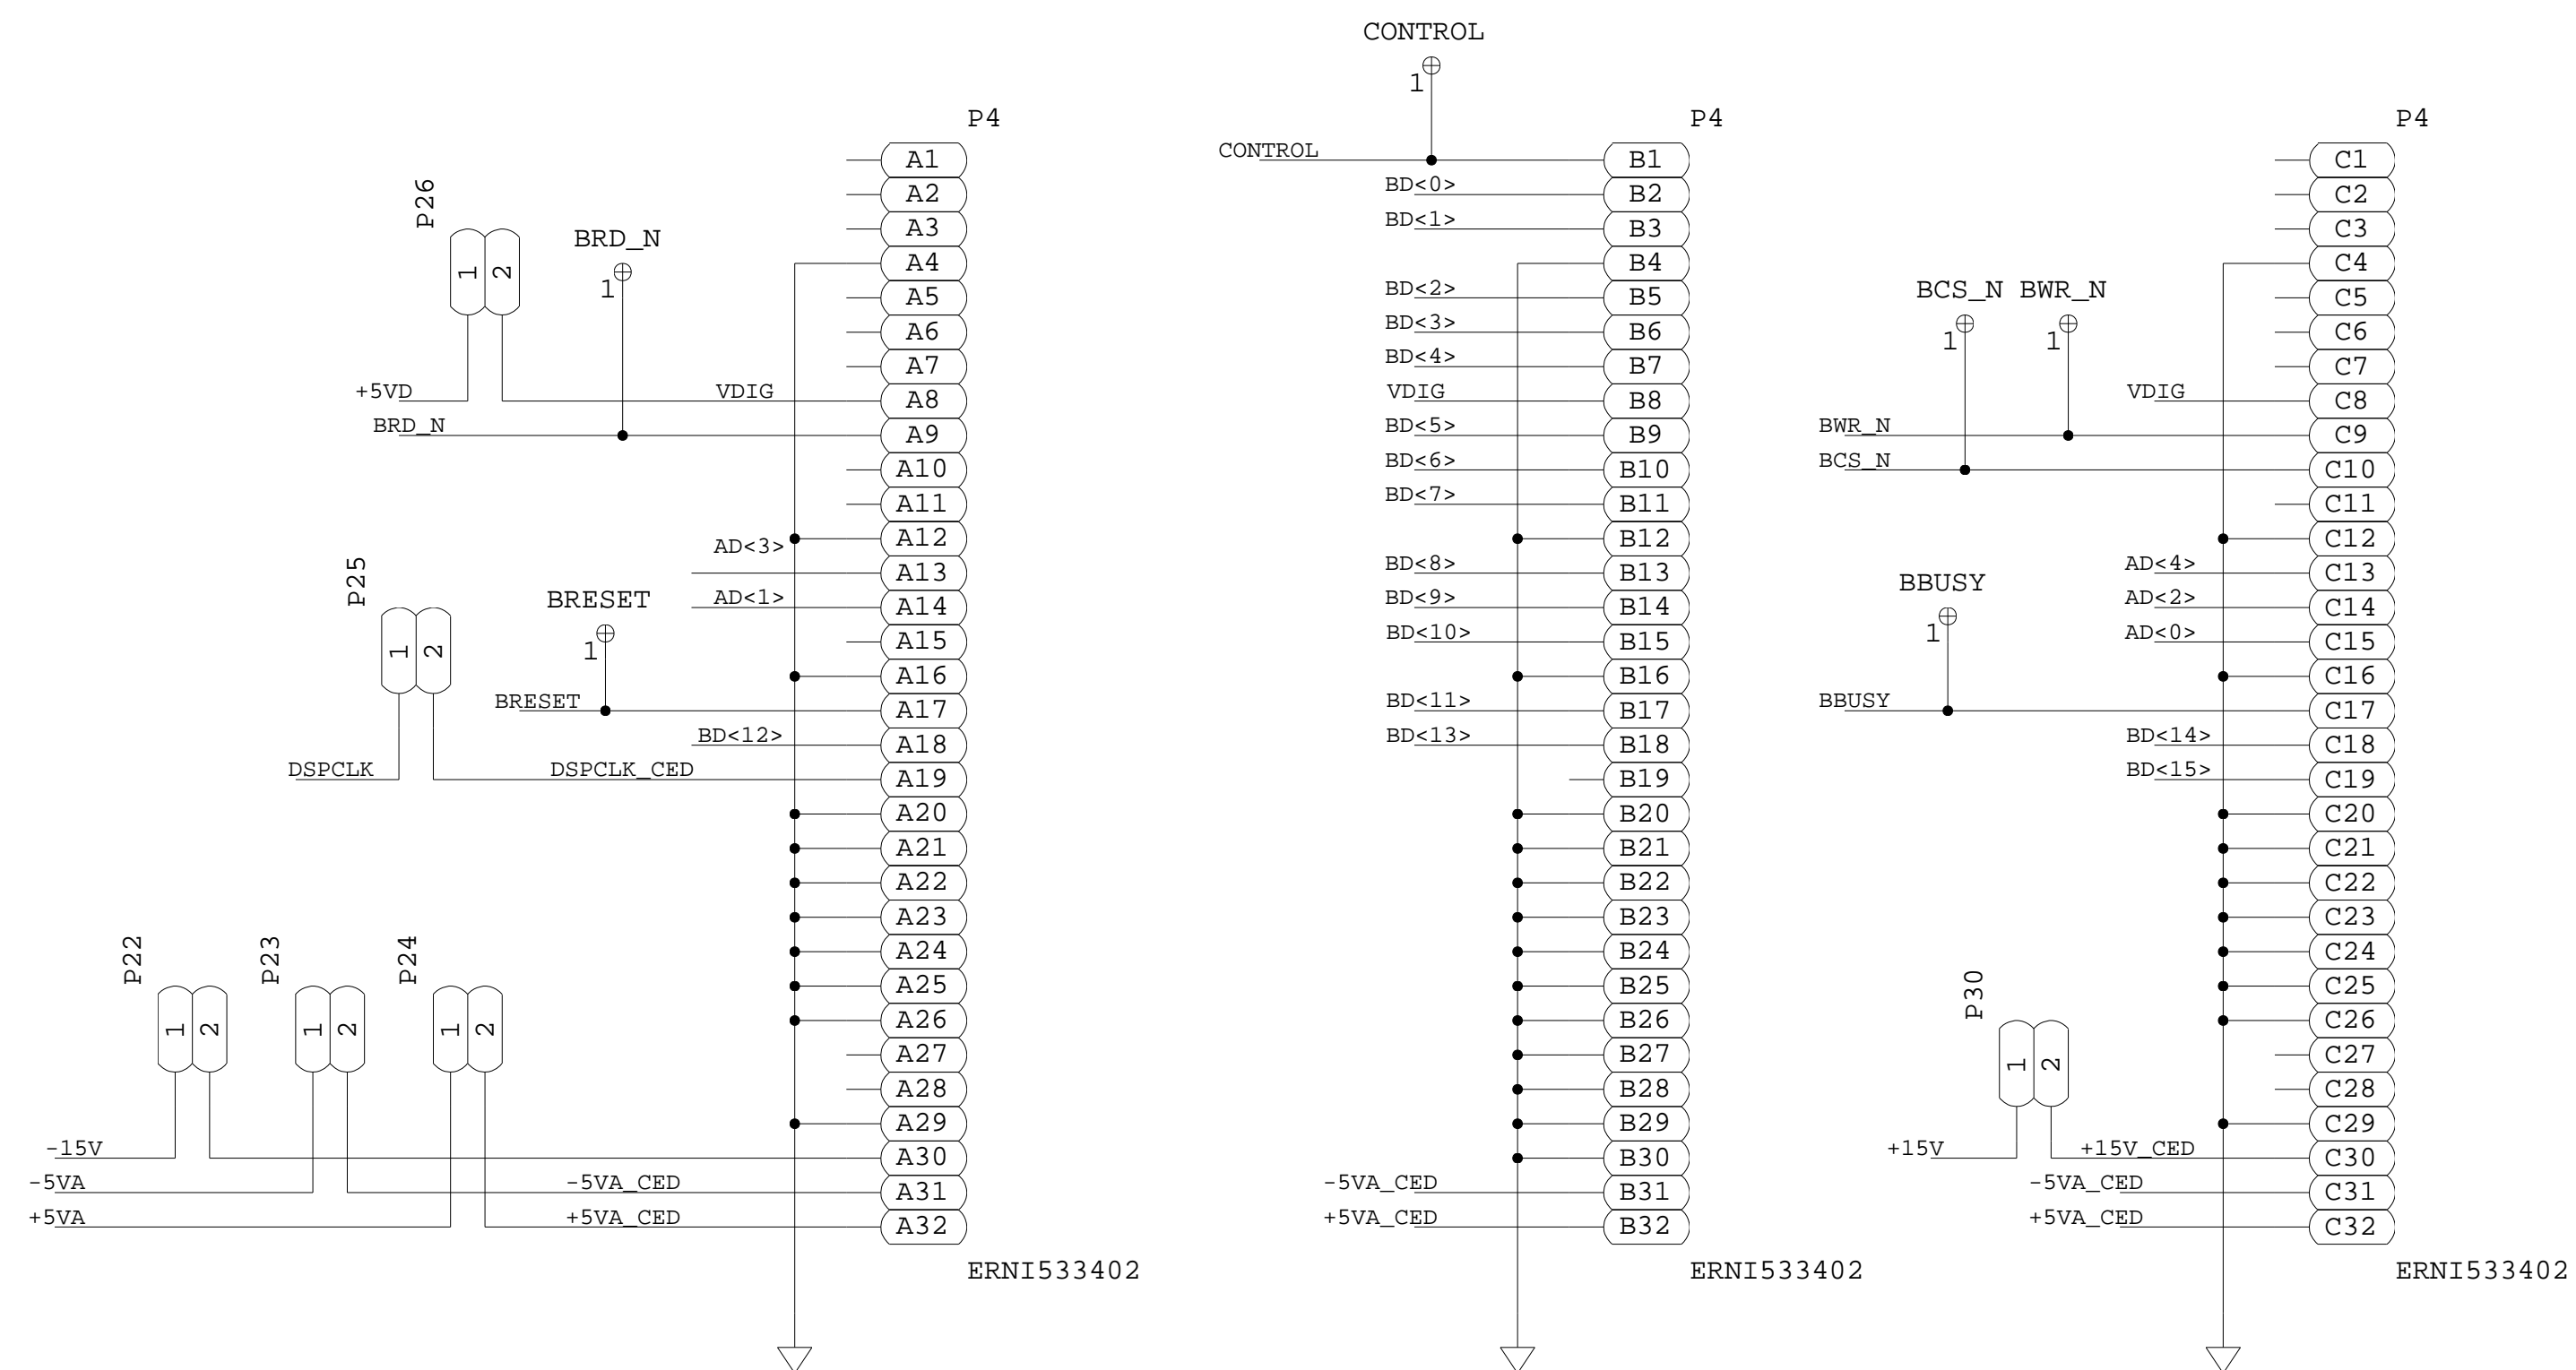 CONTROL
1
P4
P4
P4
CONTROL
A1
B1
C1
P26
BD<0>
A2
B2
C2
BD<1>
A3
B3
C3
BRD_N
1
1 2
A4
B4
C4
BD<2>
A5
B5
C5
BCS_N BWR_N
1
1
BD<3>
A6
B6
C6
BD<4>
A7
B7
C7
+5VD
VDIG
A8
VDIG
B8
VDIG
C8
BRD_N
A9
BD<5>
B9
BWR_N
C9
A10
BD<6>
B10
BCS_N
C10
A11
BD<7>
B11
C11
AD<3>
A12
B12
C12
P25
A13
BD<8>
B13
AD<4>
C13
BRESET
1
1 2
AD<1>
A14
BD<9>
B14
BBUSY
1
AD<2>
C14
A15
BD<10>
B15
AD<0>
C15
A16
B16
C16
BRESET
A17
BD<11>
B17
BBUSY
C17
BD<12>
A18
BD<13>
B18
BD<14>
C18
DSPCLK
DSPCLK_CED
A19
B19
BD<15>
C19
A20
B20
C20
A21
B21
C21
A22
B22
C22
A23
B23
C23
P22
P23
P24
A24
B24
C24
A25
B25
C25
P30
1 2
1 2
1 2
A26
B26
C26
A27
B27
1 2
C27
A28
B28
C28
A29
B29
C29
-15V
A30
B30
+15V
+15V_CED
C30
-5VA
-5VA_CED
A31
-5VA_CED
B31
-5VA_CED
C31
+5VA
+5VA_CED
A32
+5VA_CED
B32
+5VA_CED
C32
ERNI533402
ERNI533402
ERNI533402